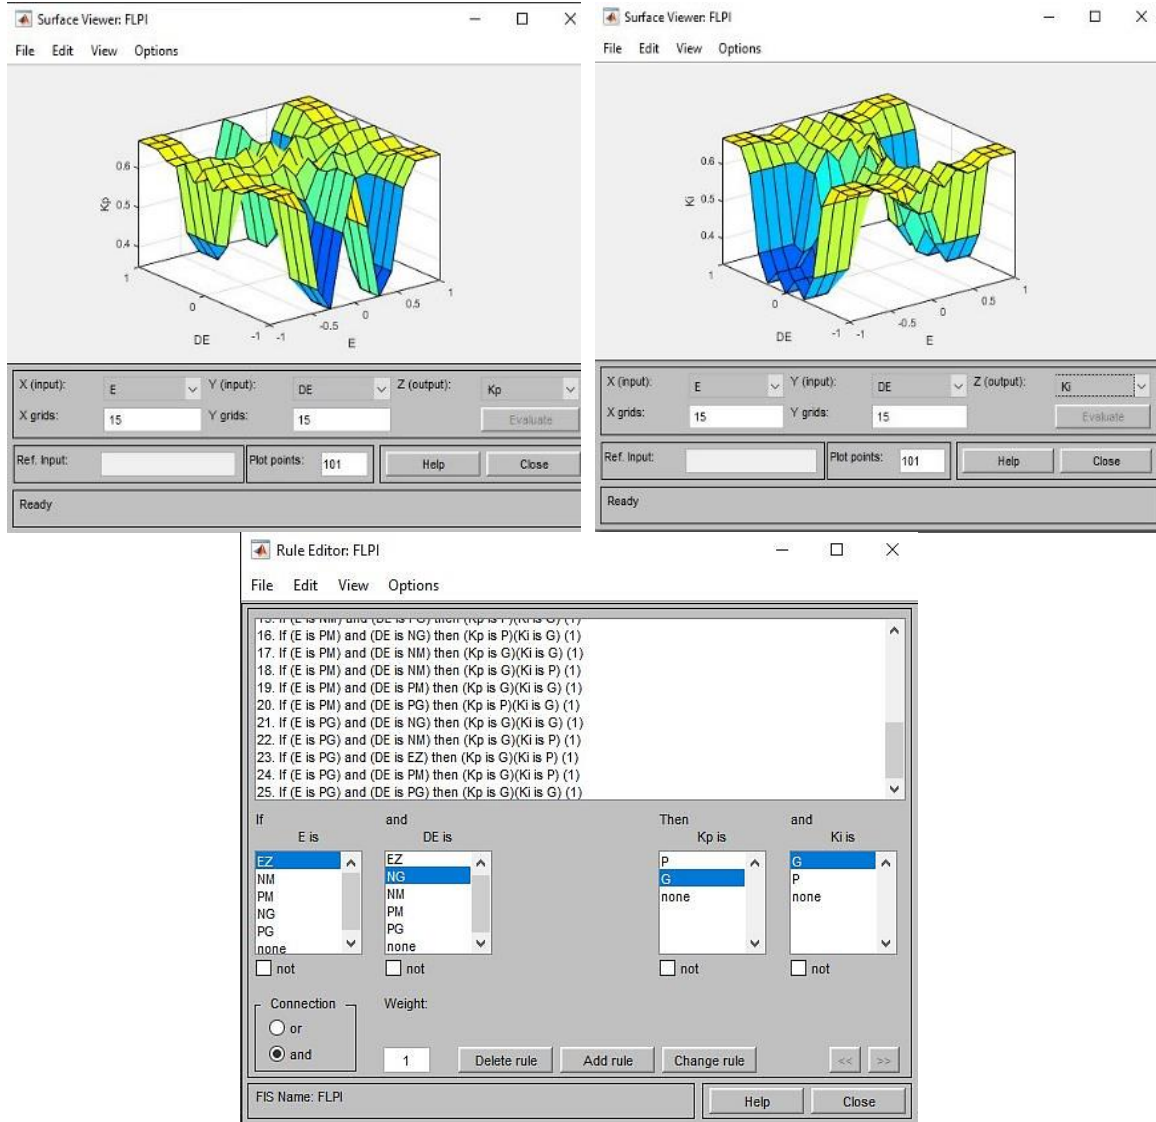 Surface Viewer: FLPI
File Edit View Options
0.6
0.5
0.4
Kp
1
0
-1
DE
-1
-0.5
0
0.5
1
E
X (input): E Y (input): DE Z (output): Kp
X grids: 15 Y grids: 15 Evaluate
Ref. Input: Plot points: 101 Help Close
Ready
Surface Viewer: FLPI
File Edit View Options
0.6
0.5
0.4
Ki
1
0
-1
DE
-1
-0.5
0
0.5
1
E
X (input): E Y (input): DE Z (output): Ki
X grids: 15 Y grids: 15 Evaluate
Ref. Input: Plot points: 101 Help Close
Ready
Rule Editor: FLPI
File Edit View Options
15. If (E is NM) and (DE is PG) then (Kp is P)(Ki is G) (1)
16. If (E is PM) and (DE is NG) then (Kp is P)(Ki is G) (1)
17. If (E is PM) and (DE is NM) then (Kp is G)(Ki is G) (1)
18. If (E is PM) and (DE is NM) then (Kp is G)(Ki is P) (1)
19. If (E is PM) and (DE is PM) then (Kp is G)(Ki is G) (1)
20. If (E is PM) and (DE is PG) then (Kp is P)(Ki is G) (1)
21. If (E is PG) and (DE is NG) then (Kp is G)(Ki is G) (1)
22. If (E is PG) and (DE is NM) then (Kp is G)(Ki is P) (1)
23. If (E is PG) and (DE is EZ) then (Kp is G)(Ki is P) (1)
24. If (E is PG) and (DE is PM) then (Kp is G)(Ki is P) (1)
25. If (E is PG) and (DE is PG) then (Kp is G)(Ki is G) (1)
If and Then and
E is DE is Kp is Ki is
EZ
NM
PM
NG
PG
none
EZ
NG
NM
PM
PG
none
P
G
none
G
P
none
not not not not
Connection Weight:
or
and 1 Delete rule Add rule Change rule << >>
FIS Name: FLPI Help Close